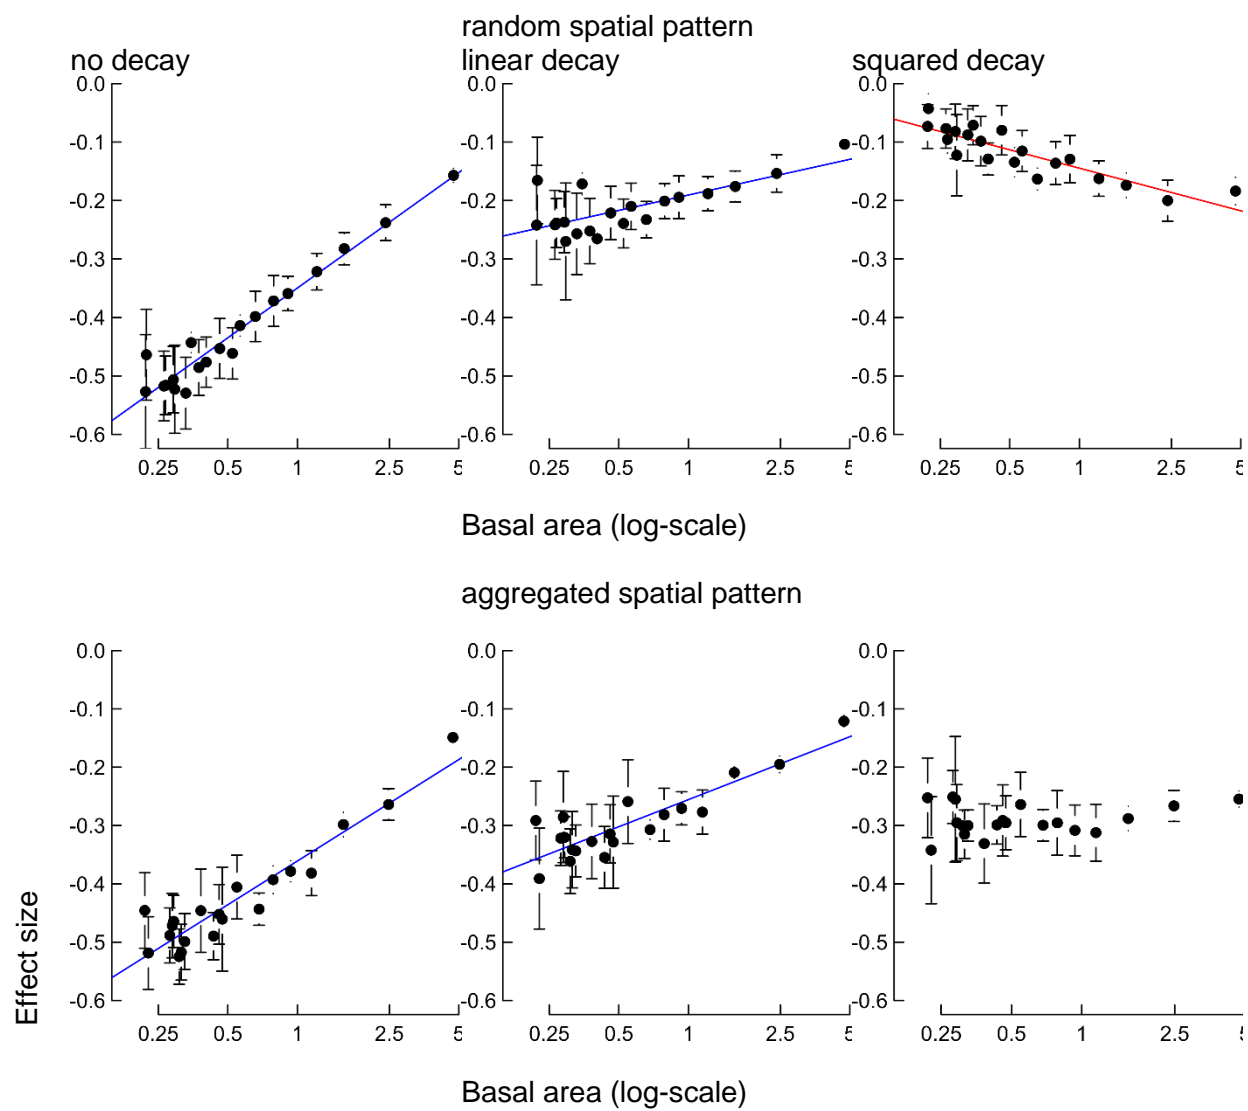 random spatial pattern
no decay linear decay squared decay
0.0 0.0 0.0
-0.1 -0.1 -0.1
-0.2 -0.2 -0.2
-0.3 -0.3 -0.3
-0.4 -0.4 -0.4
-0.5 -0.5 -0.5
-0.6 -0.6 -0.6
0.25 0.5 1 2.5 5 0.25 0.5 1 2.5 5 0.25 0.5 1 2.5 5
Basal area (log-scale)
aggregated spatial pattern
0.0 0.0 0.0
-0.1 -0.1 -0.1
-0.2 -0.2 -0.2
-0.3 -0.3 -0.3
-0.4 -0.4 -0.4
-0.5 -0.5 -0.5
-0.6 -0.6 -0.6
Effect size
0.25 0.5 1 2.5 5 0.25 0.5 1 2.5 5 0.25 0.5 1 2.5 5
Basal area (log-scale)